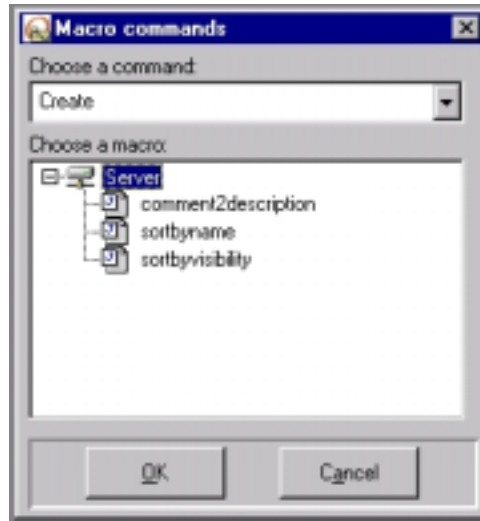 Macro commands
Choose a command:
Create
Choose a macro:
Server
comment2description
sortbyname
sortbyvisibility
OK
Cancel